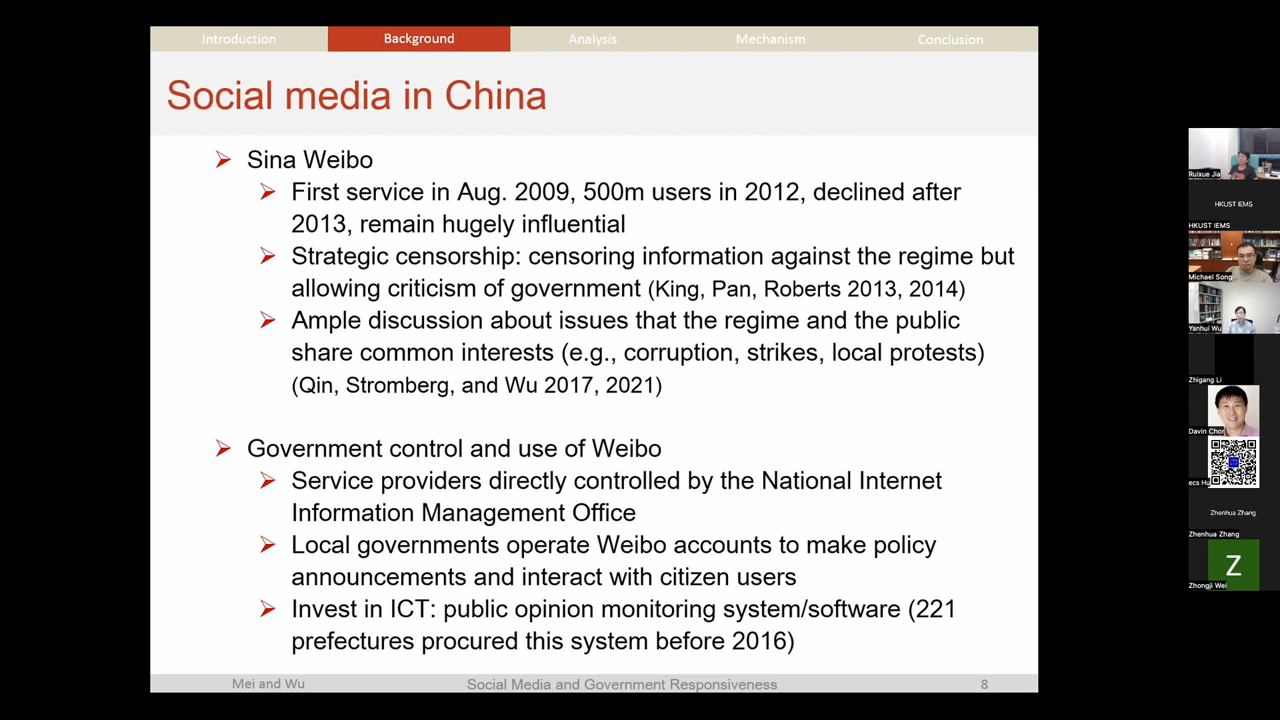 Introduction
Background
Analysis
Mechanism
Conclusion
Social media in China
Sina Weibo
First service in Aug. 2009, 500m users in 2012, declined after
2013, remain hugely influential
Strategic censorship: censoring information against the regime but
allowing criticism of government (King, Pan, Roberts 2013, 2014)
Ample discussion about issues that the regime and the public
share common interests (e.g., corruption, strikes, local protests)
(Qin, Stromberg, and Wu 2017, 2021)
Government control and use of Weibo
Service providers directly controlled by the National Internet
Information Management Office
Local governments operate Weibo accounts to make policy
announcements and interact with citizen users
Invest in ICT: public opinion monitoring system/software (221
prefectures procured this system before 2016)
Mei and Wu
Social Media and Government Responsiveness
8
Ruixue Jia
HKUST IEMS
HKUST IEMS
Michael Song
Yanhui Wu
Zhigang Li
Davin Chor
ecs
Zhenhua Zhang
Zhenhua Zhang
Z
Zhongji Wei